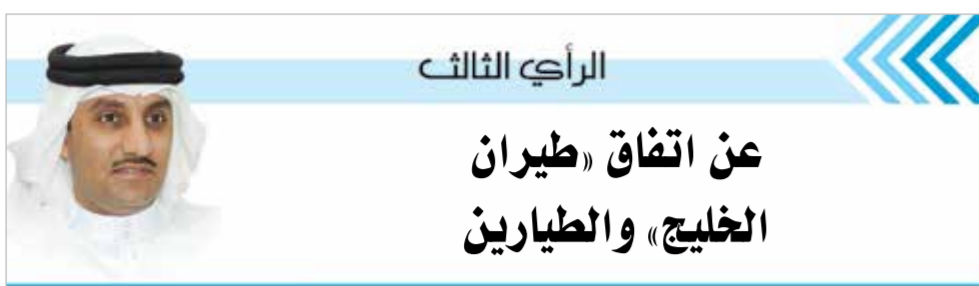 الرأي الثالث
عن اتفاق «طيران
الخليج» والطيارين